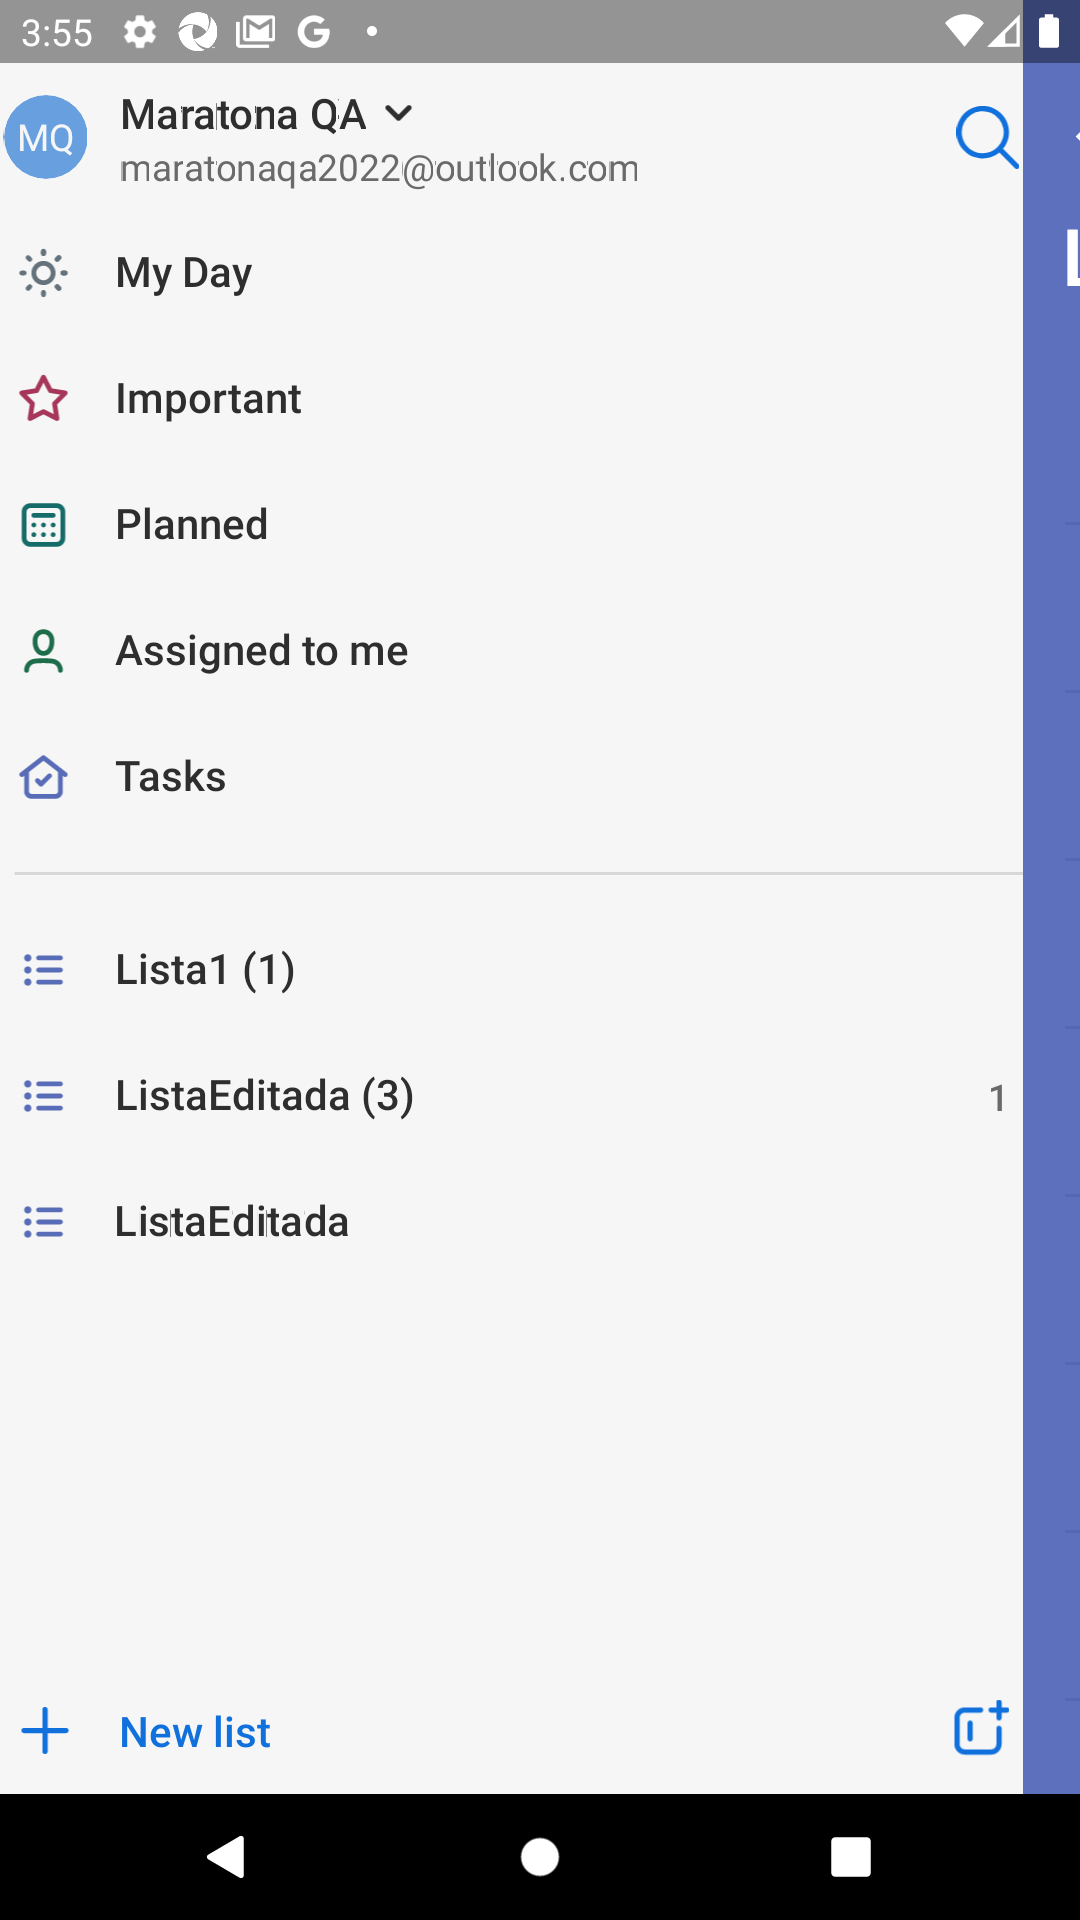 3:55
MQ
Maratona QA
maratonaqa2022@outlook.com
My Day
Important
Planned
Assigned to me
Tasks
Lista1 (1)
ListaEditada (3) 1
ListaEditada
New list